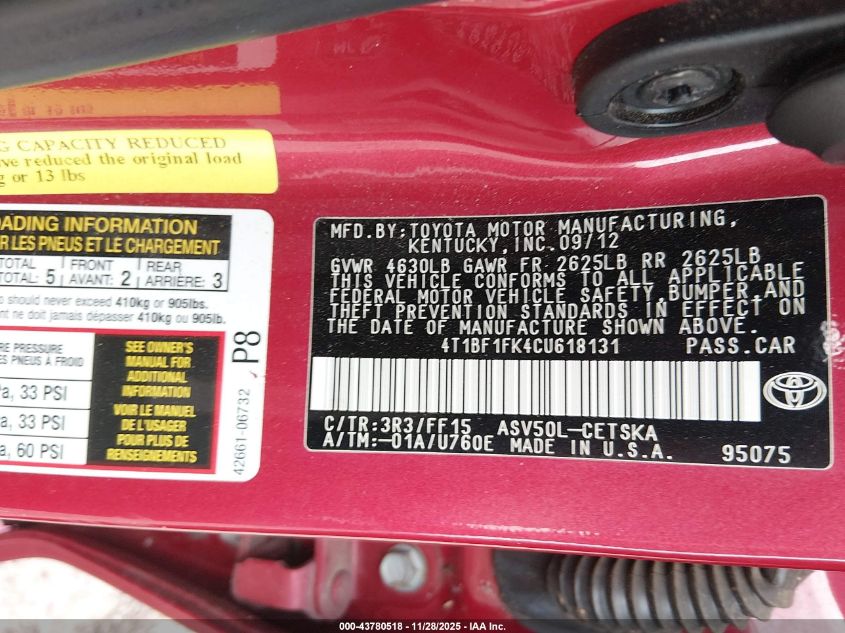 G CAPACITY REDUCED
ve reduced the original load
g or 13 lbs
OADING INFORMATION
R LES PNEUS ET LE CHARGEMENT
TOTAL: 5 FRONT 2 REAR 3
TOTAL: AVANT: ARRIÈRE:
should never exceed 410kg or 905lbs.
nt ne doit jamais dépasser 410kg ou 905lb.
RE PRESSURE
ES PNEUS À FROID
a, 33 PSI
a, 33 PSI
a, 60 PSI
SEE OWNER'S
MANUAL FOR
ADDITIONAL
INFORMATION
VOIR LE MANUEL
DE L'USAGER
POUR PLUS DE
RENSEIGNEMENTS
42661-06732 P8
MFD.BY:TOYOTA MOTOR MANUFACTURING,
KENTUCKY,INC.09/12
GVWR 4630LB GAWR FR 2625LB RR 2625LB
THIS VEHICLE CONFORMS TO ALL APPLICABLE
FEDERAL MOTOR VEHICLE SAFETY,BUMPER,AND
THEFT PREVENTION STANDARDS IN EFFECT ON
THE DATE OF MANUFACTURE SHOWN ABOVE.
4T1BF1FK4CU618131 PASS.CAR
C/TR:3R3/FF15 ASV50L-CETSKA
A/TM:-01A/U760E MADE IN U.S.A. 95075
000-43780518 - 11/28/2025 - IAA Inc.